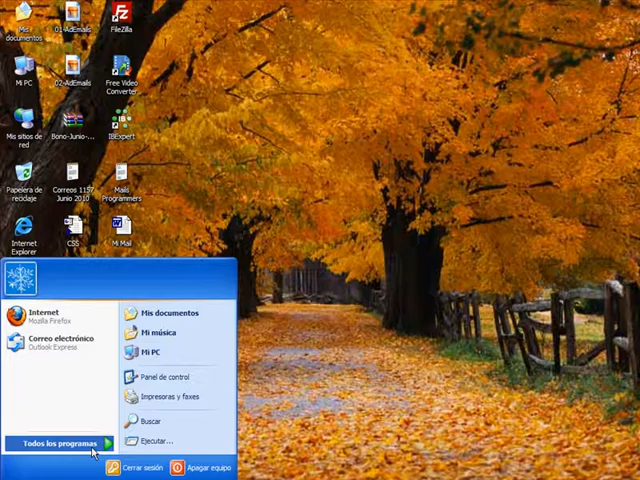 Mis
documentos
01-AdEmails
FileZilla
Mi PC
02-AdEmails
Free Video
Converter
Mis sitios de
red
Bono-Junio-...
IBExpert
Papelera de
reciclaje
Correos 1157
Junio 2010
Mails
Programmers
Internet
Explorer
CSS
Mi Mail
Internet
Mozilla Firefox
Correo electrónico
Outlook Express
Todos los programas
Mis documentos
Mi música
Mi PC
Panel de control
Impresoras y faxes
Buscar
Ejecutar...
Cerrar sesión
Apagar equipo